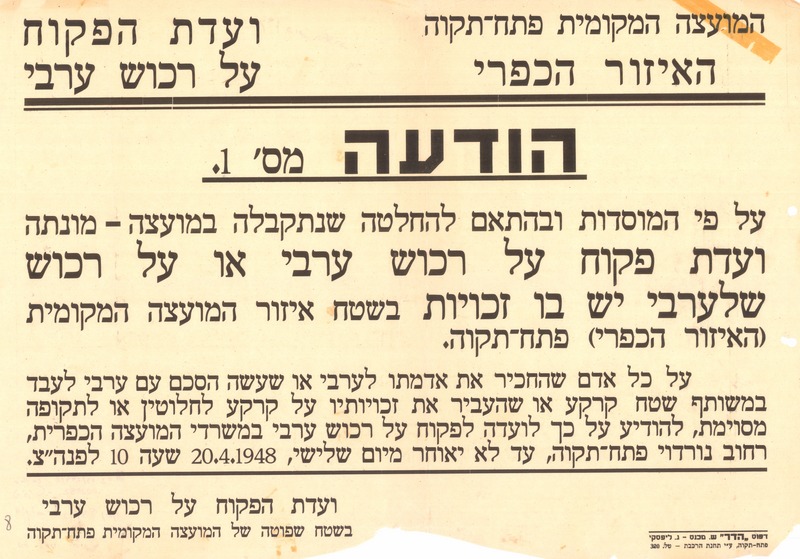 המועצה המקומית פתח־תקוה
האיזור הכפרי
ועדת הפקוח
על רכוש ערבי
הודעה מס׳ 1.
על פי המוסדות ובהתאם להחלטה שנתקבלה במועצה – מונתה
ועדת פקוח על רכוש ערבי או על רכוש
שלערבי יש בו זכויות בשטח איזור המועצה המקומית
(האיזור הכפרי) פתח־תקוה.
על כל אדם שהחכיר את אדמתו לערבי או שעשה הסכם עם ערבי לעבד
במשותף שטח קרקע או שהעביר את זכויותיו על קרקע לחלוטין או לתקופה
מסוימת, להודיע על כך לועדה לפקוח על רכוש ערבי במשרדי המועצה הכפרית,
רחוב נורדוי פתח־תקוה, עד לא יאוחר מיום שלישי, 20.4.1948 שעה 10 לפנה״צ.
ועדת הפקוח על רכוש ערבי
בשטח שפוטה של המועצה המקומית פתח־תקוה
דפוס „הדר” ש. מכנס - נ. ליפסקי
פתח-תקוה, ע״י תחנת הרכבת - טל. 326
8